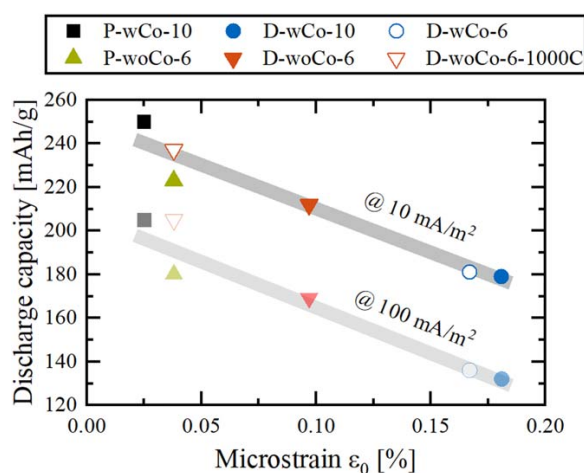 P-wCo-10 D-wCo-10 D-wCo-6
P-woCo-6 D-woCo-6 D-woCo-6-1000C
Discharge capacity [mAh/g]
260
240
220
200
180
160
140
120
@ 10 mA/m²
@ 100 mA/m²
0.00 0.05 0.10 0.15 0.20
Microstrain ε₀ [%]